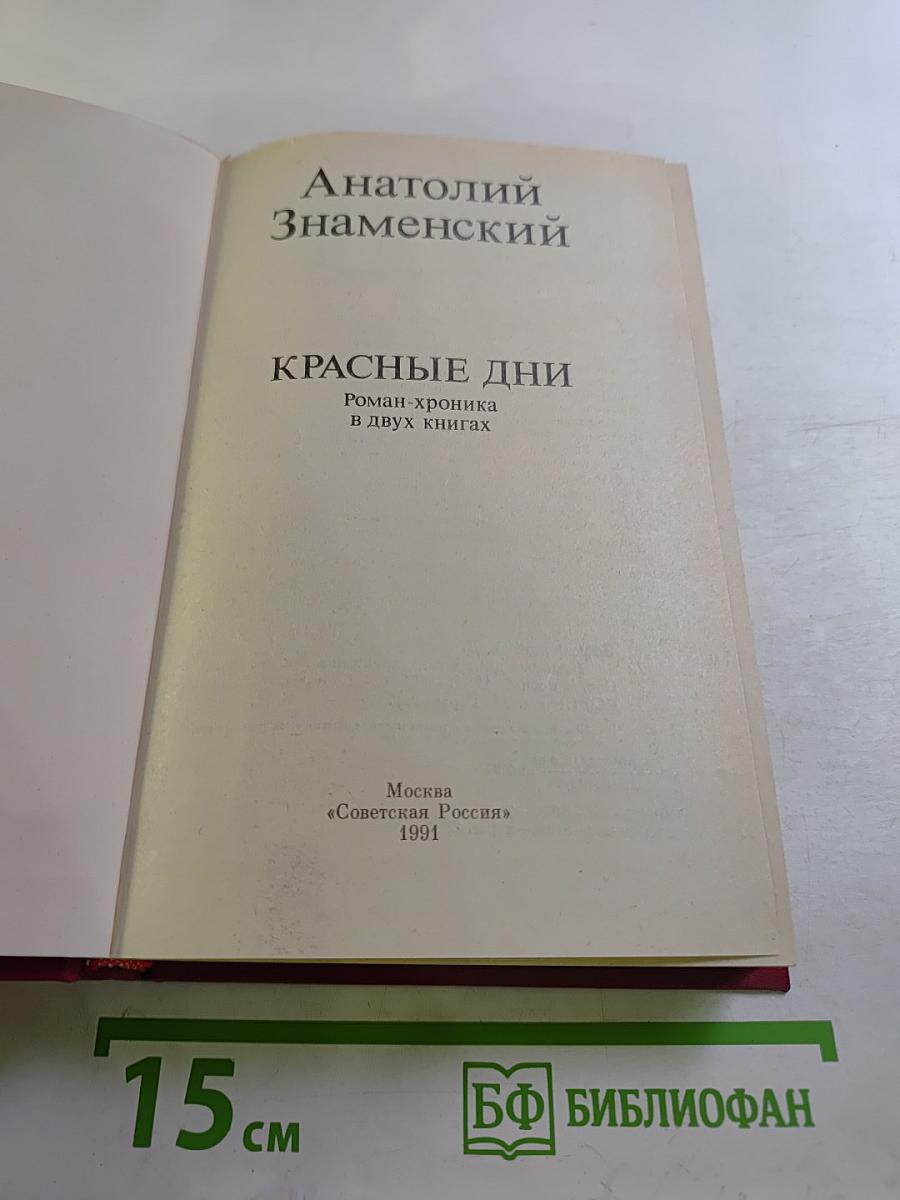 Анатолий
Знаменский
КРАСНЫЕ ДНИ
Роман-хроника
в двух книгах
Москва
«Советская Россия»
1991
15 см
БФ БИБЛИОФАН